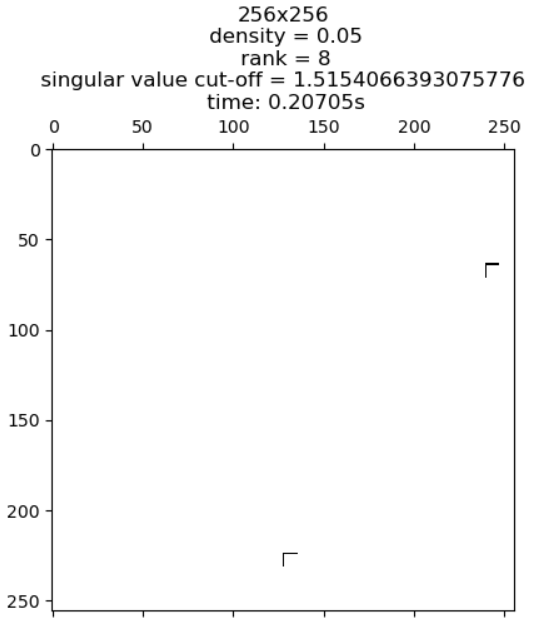 256x256
density = 0.05
rank = 8
singular value cut-off = 1.5154066393075776
time: 0.20705s
0 50 100 150 200 250
0
50
100
150
200
250